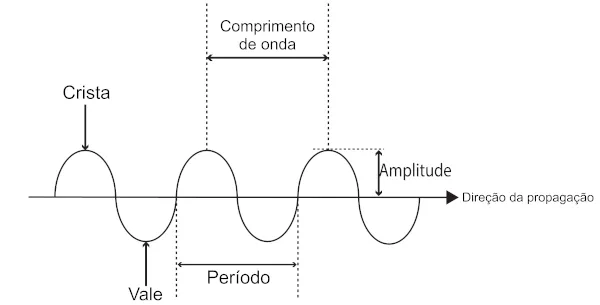 Comprimento
de onda
Crista
Amplitude
Direção da propagação
Período
Vale